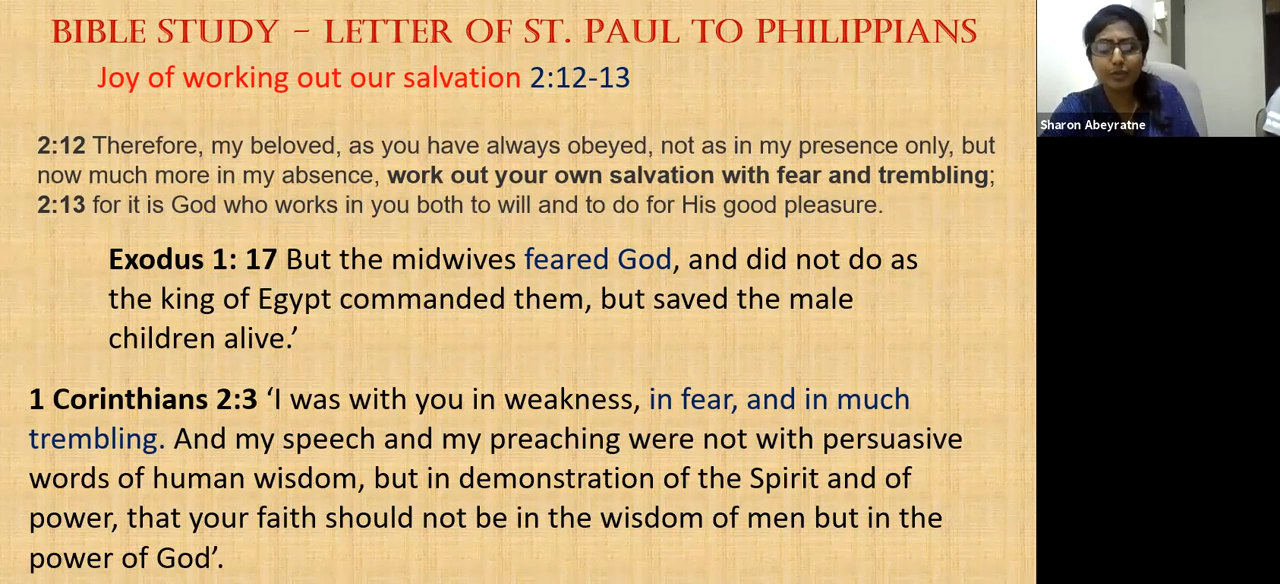 BIBLE STUDY – LETTER OF ST. PAUL TO PHILIPPIANS
Joy of working out our salvation 2:12-13
2:12 Therefore, my beloved, as you have always obeyed, not as in my presence only, but
now much more in my absence, work out your own salvation with fear and trembling;
2:13 for it is God who works in you both to will and to do for His good pleasure.
Exodus 1: 17 But the midwives feared God, and did not do as
the king of Egypt commanded them, but saved the male
children alive.’
1 Corinthians 2:3 ‘I was with you in weakness, in fear, and in much
trembling. And my speech and my preaching were not with persuasive
words of human wisdom, but in demonstration of the Spirit and of
power, that your faith should not be in the wisdom of men but in the
power of God’.
Sharon Abeyratne